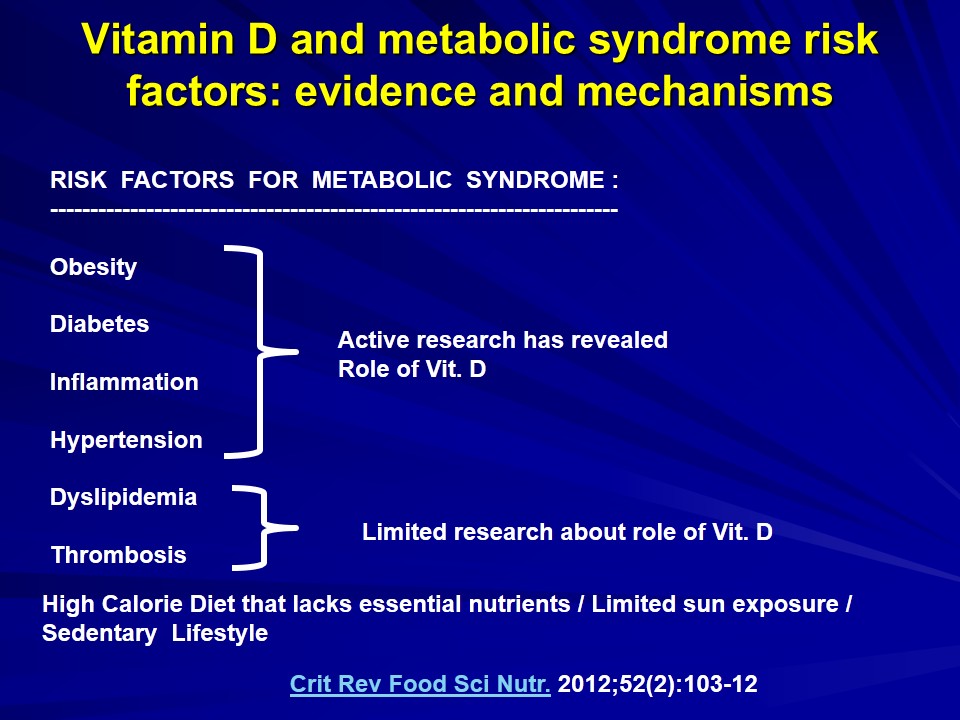 Vitamin D and metabolic syndrome risk
factors: evidence and mechanisms
RISK FACTORS FOR METABOLIC SYNDROME :
-----------------------------------------------------------------------
Obesity
Diabetes
Inflammation
Hypertension
Active research has revealed
Role of Vit. D
Dyslipidemia
Thrombosis
Limited research about role of Vit. D
High Calorie Diet that lacks essential nutrients / Limited sun exposure /
Sedentary Lifestyle
Crit Rev Food Sci Nutr. 2012;52(2):103-12